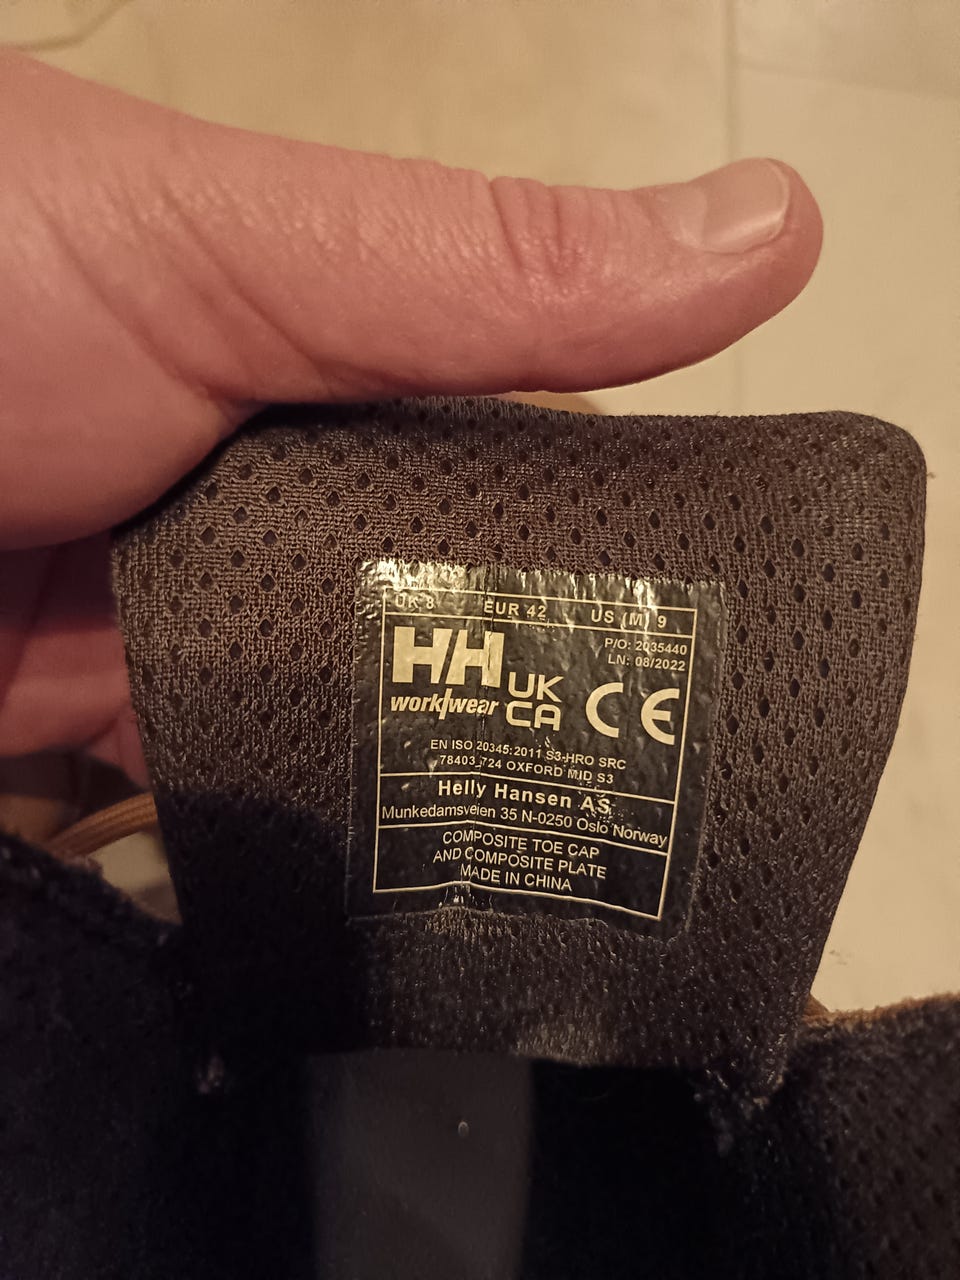 UK 8 EUR 42 US (M) 9
P/O: 2035440
LN: 08/2022
HH
work/wear
UK
CA
CE
EN ISO 20345:2011 S3-HRO SRC
78403_724 OXFORD MID S3
Helly Hansen AS
Munkedamsveien 35 N-0250 Oslo Norway
COMPOSITE TOE CAP
AND COMPOSITE PLATE
MADE IN CHINA